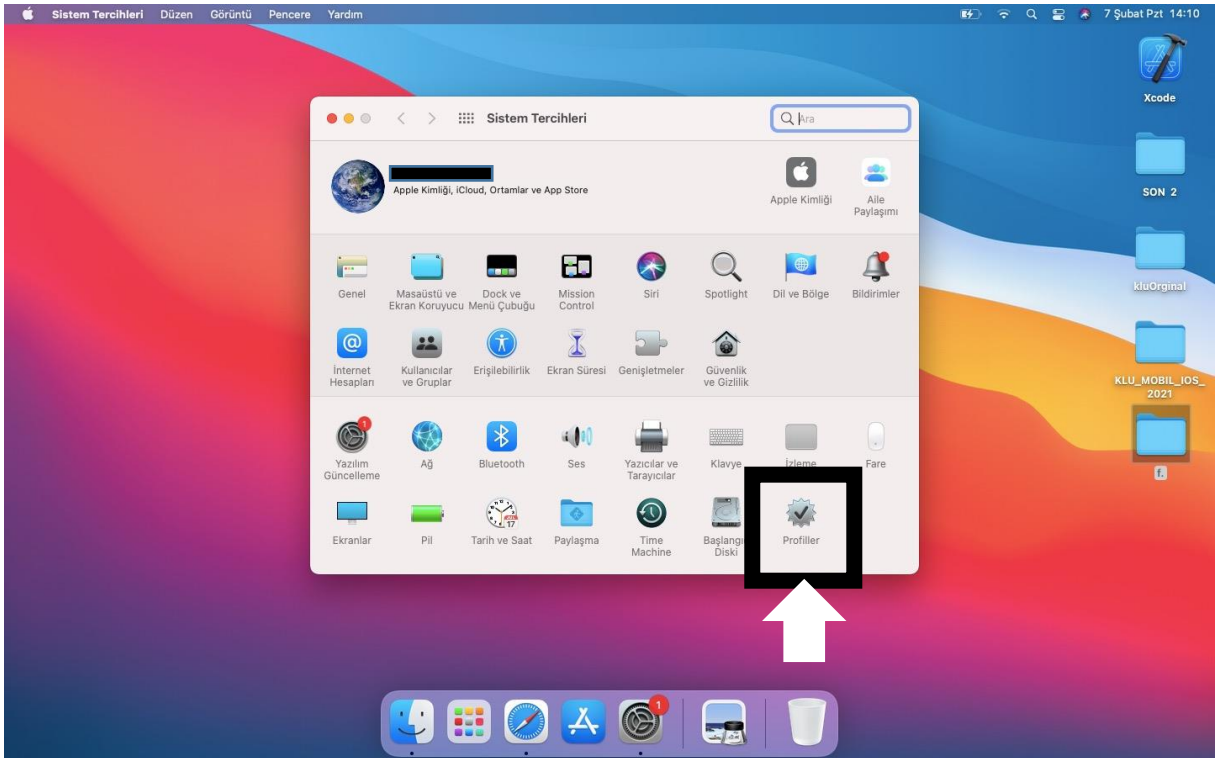 Sistem Tercihleri Düzen Görüntü Pencere Yardım
7 Şubat Pzt 14:10
Sistem Tercihleri
Ara
Apple Kimliği, iCloud, Ortamlar ve App Store
Apple Kimliği
Aile
Paylaşımı
Genel
Masaüstü ve
Ekran Koruyucu
Dock ve
Menü Çubuğu
Mission
Control
Siri
Spotlight
Dil ve Bölge
Bildirimler
İnternet
Hesapları
Kullanıcılar
ve Gruplar
Erişilebilirlik
Ekran Süresi
Genişletmeler
Güvenlik
ve Gizlilik
1
Yazılım
Güncelleme
Ağ
Bluetooth
Ses
Yazıcılar ve
Tarayıcılar
Klavye
İzleme
Fare
Ekranlar
Pil
17
Tarih ve Saat
Paylaşma
Time
Machine
Başlangı
Diski
Profiller
Xcode
SON 2
kluOrginal
KLU_MOBIL_IOS_
2021
f.
1